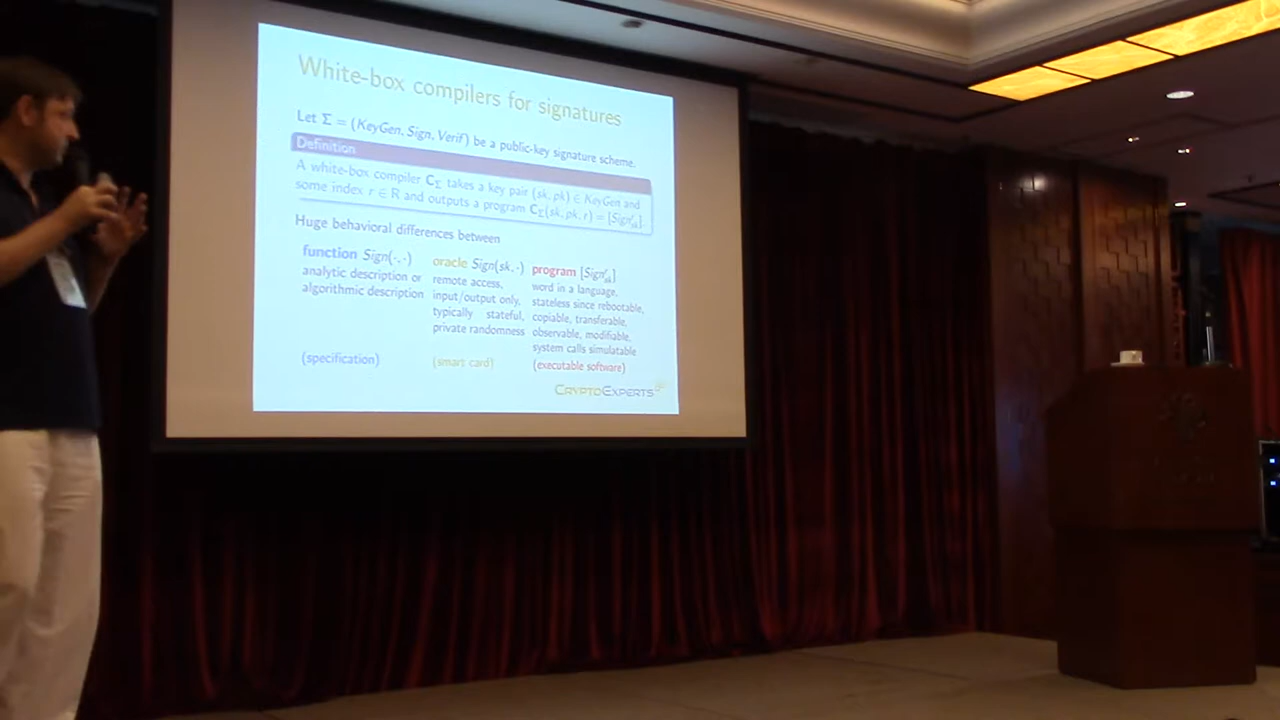 White-box compilers for signatures
Let Σ = (KeyGen, Sign, Verif) be a public-key signature scheme.
Definition
A white-box compiler C_Σ takes a key pair (sk, pk) ∈ KeyGen and
some index r ∈ R and outputs a program C_Σ(sk, pk, r) = [Sign^r_sk].
Huge behavioral differences between
function Sign(·,·)
analytic description or
algorithmic description
(specification)
oracle Sign(sk,·)
remote access,
input/output only,
typically stateful,
private randomness
(smart card)
program [Sign^r_sk]
word in a language,
stateless since rebootable,
copiable, transferable,
observable, modifiable,
system calls simulatable
(executable software)
CRYPTOEXPERTS